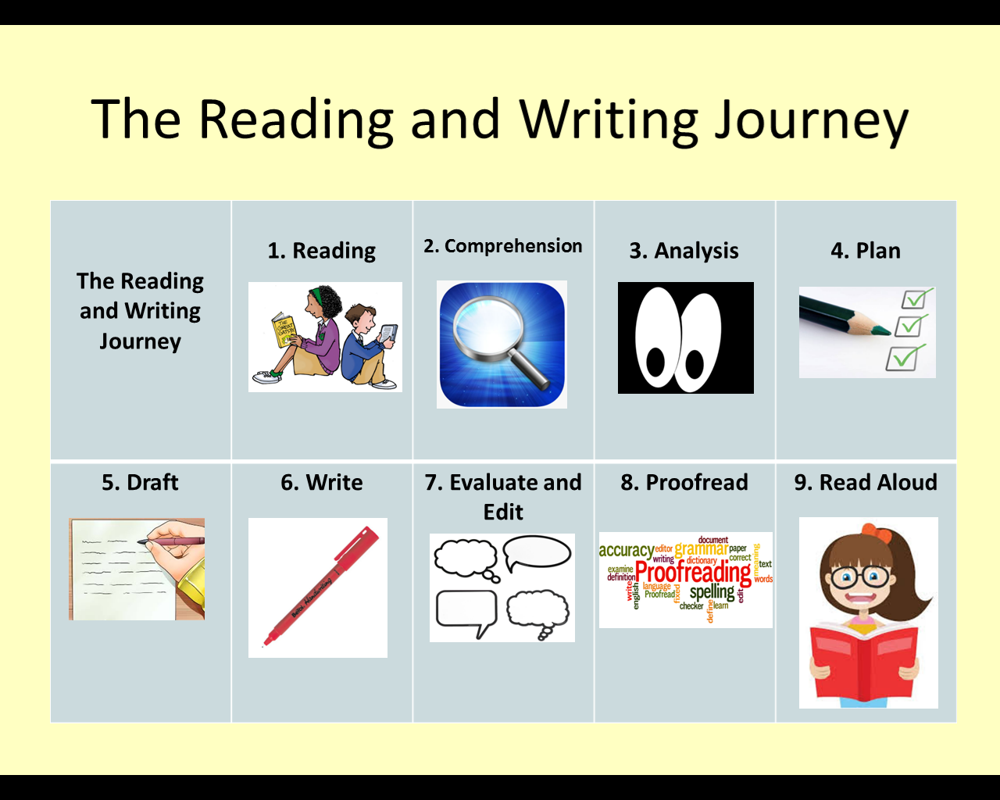 The Reading and Writing Journey
The Reading
and Writing
Journey
1. Reading
THE
GREAT
GATSBY
2. Comprehension
3. Analysis
4. Plan
5. Draft
6. Write
Handwriting
7. Evaluate and
Edit
8. Proofread
document
accuracy editor grammar paper
writing dictionary correct meaning
examine Proofreading text
definition words
write language spelling edit
english Proofread fixed
checker learn
define
9. Read Aloud